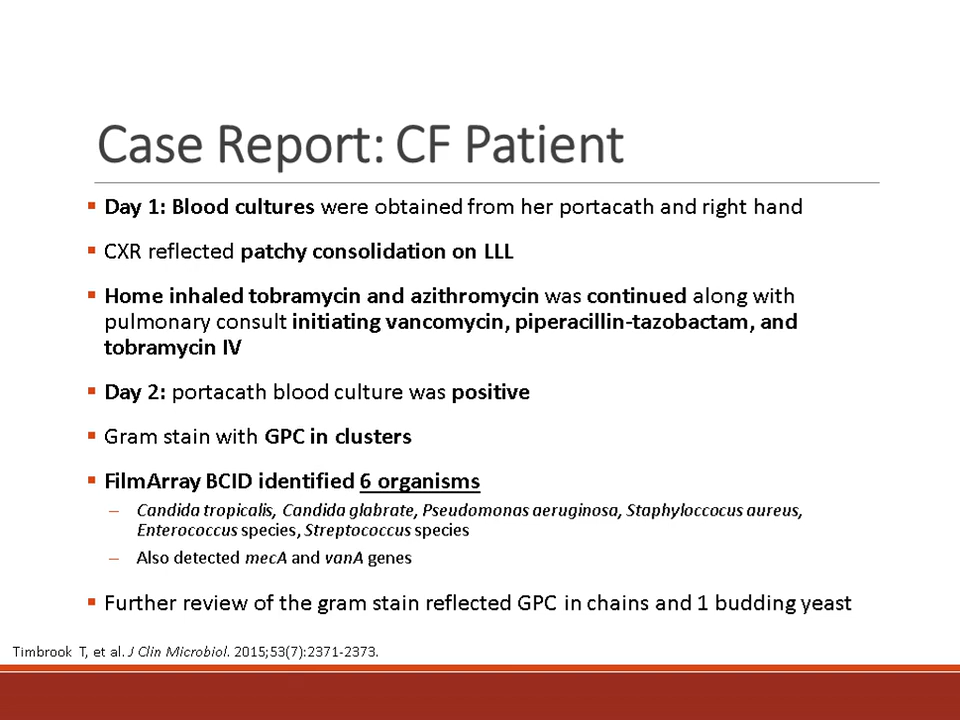 Case Report: CF Patient
▪ Day 1: Blood cultures were obtained from her portacath and right hand
▪ CXR reflected patchy consolidation on LLL
▪ Home inhaled tobramycin and azithromycin was continued along with
pulmonary consult initiating vancomycin, piperacillin-tazobactam, and
tobramycin IV
▪ Day 2: portacath blood culture was positive
▪ Gram stain with GPC in clusters
▪ FilmArray BCID identified 6 organisms
– Candida tropicalis, Candida glabrate, Pseudomonas aeruginosa, Staphyloccocus aureus,
Enterococcus species, Streptococcus species
– Also detected mecA and vanA genes
▪ Further review of the gram stain reflected GPC in chains and 1 budding yeast
Timbrook T, et al. J Clin Microbiol. 2015;53(7):2371-2373.